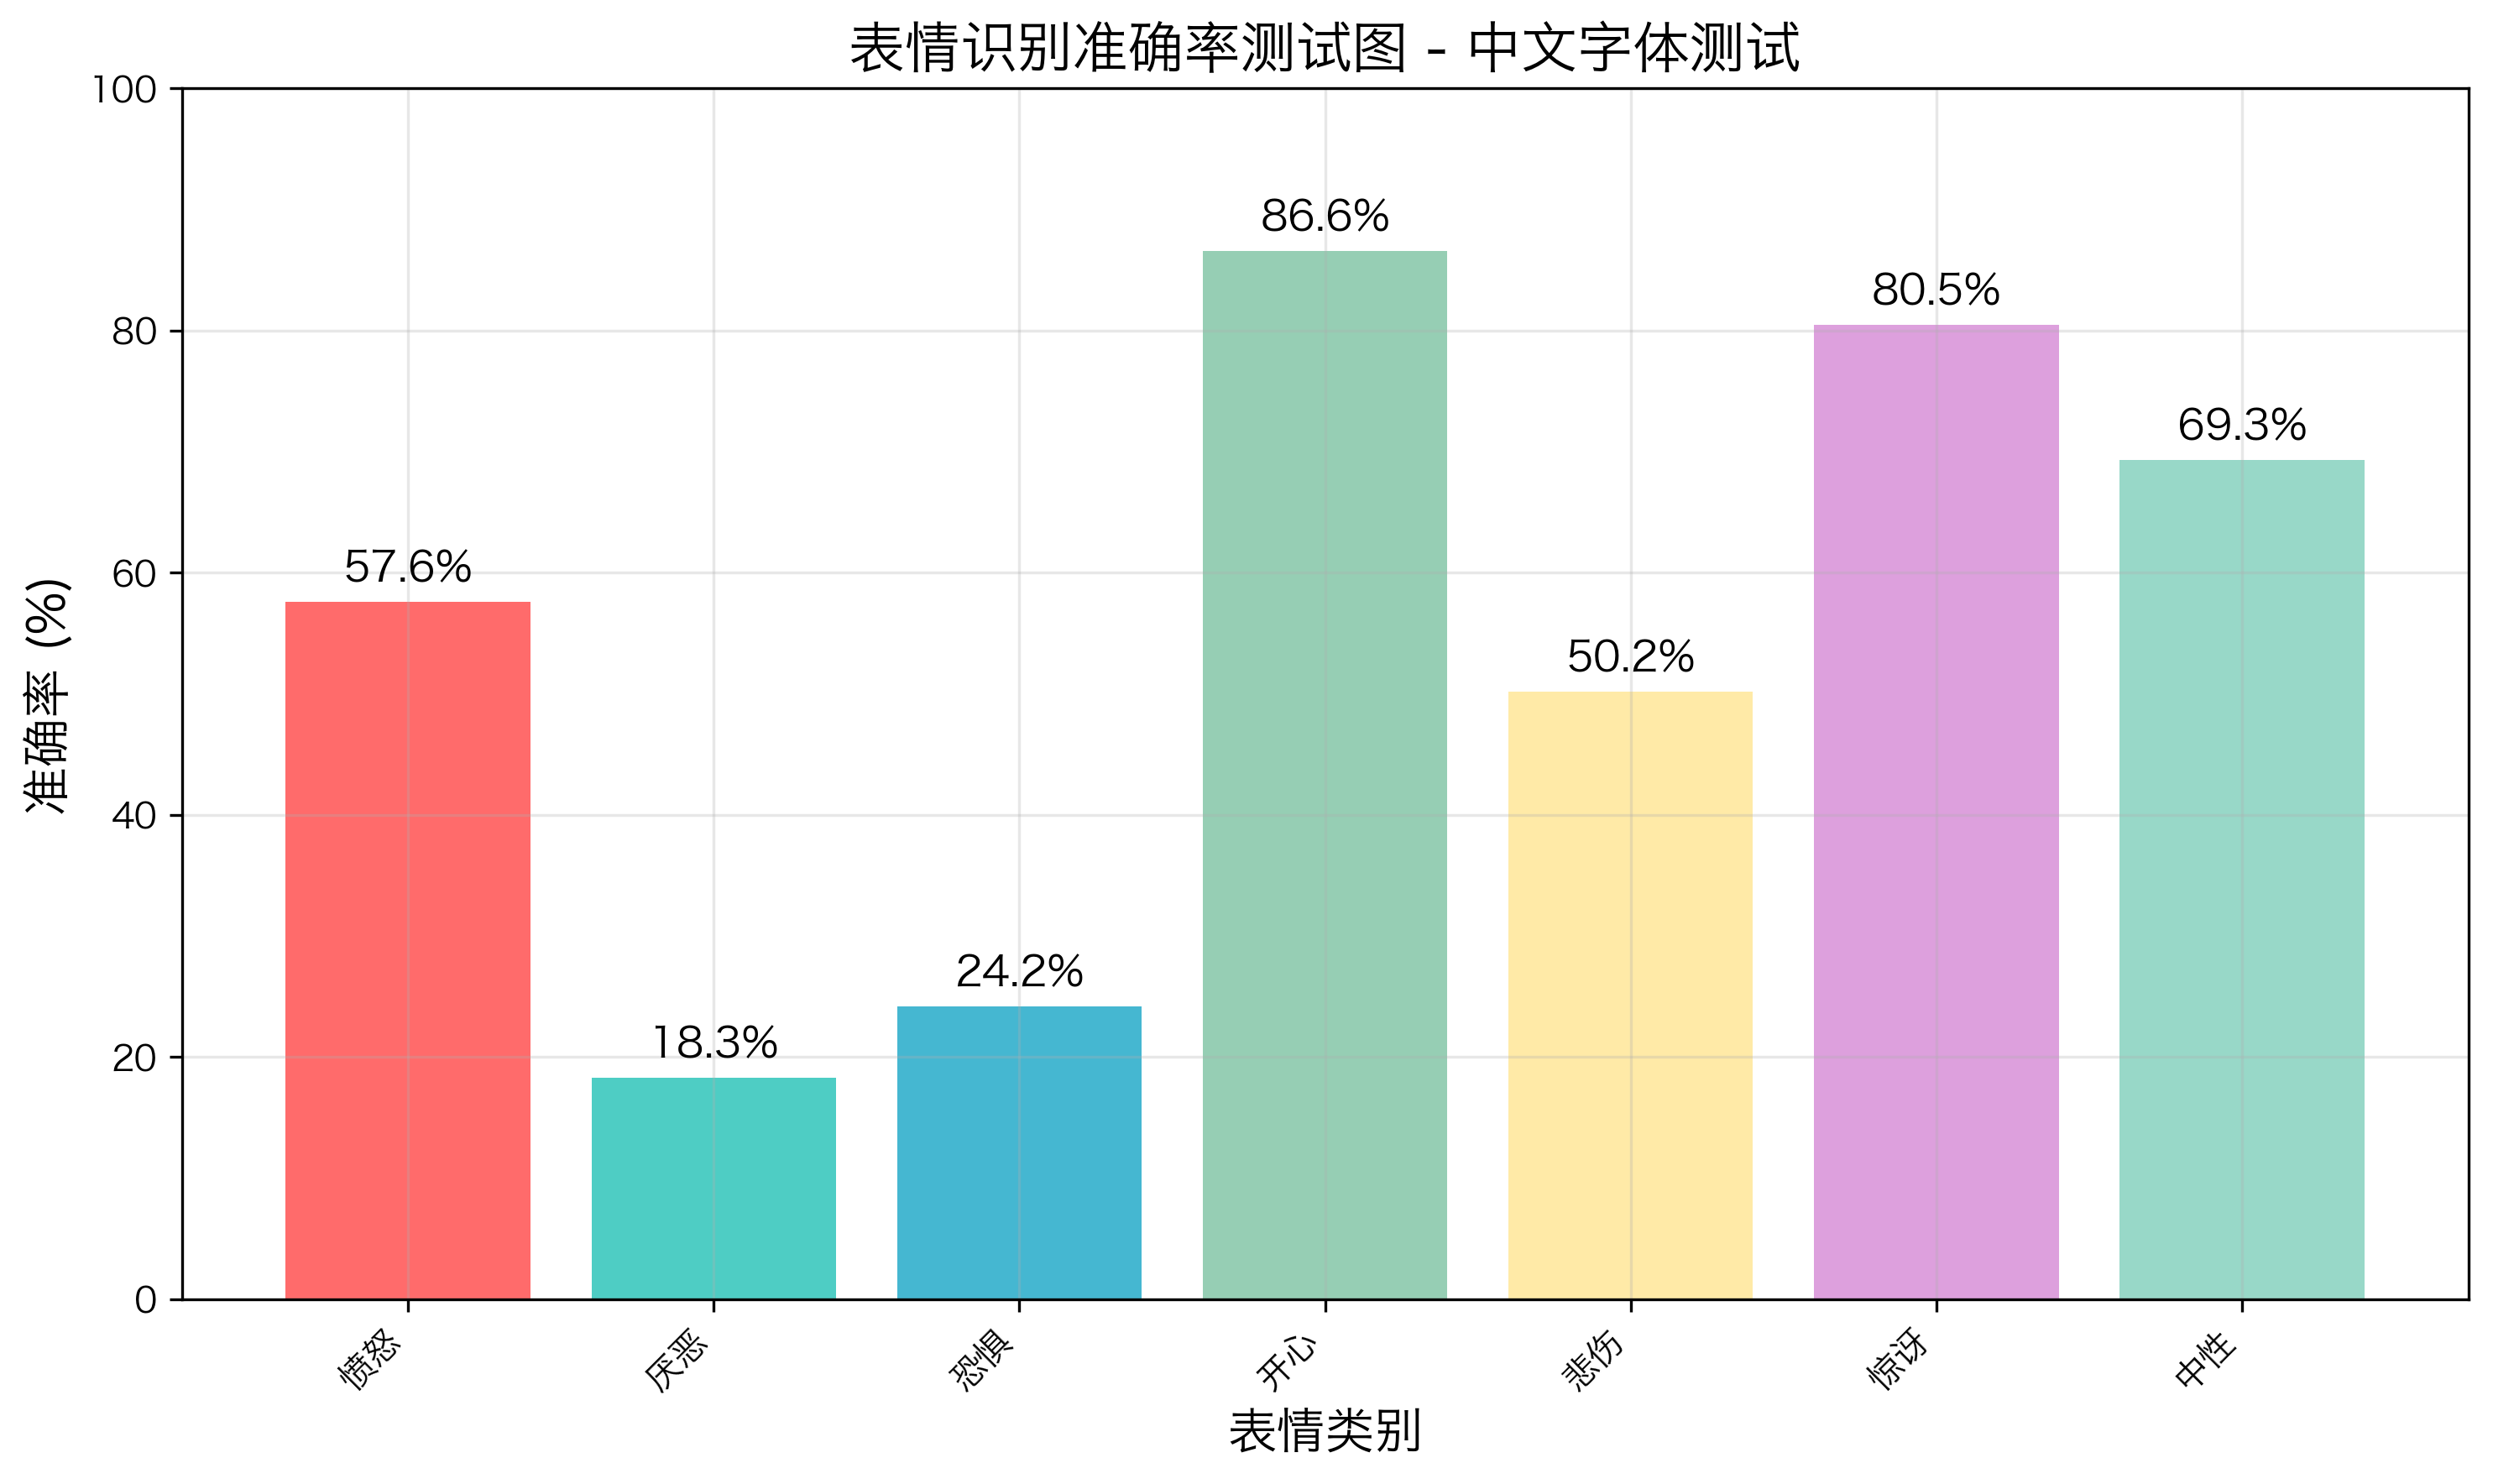 表情识别准确率测试图 - 中文字体测试
准确率 (%)
100
80
60
40
20
0
57.6%
18.3%
24.2%
86.6%
50.2%
80.5%
69.3%
愤怒
厌恶
恐惧
开心
悲伤
惊讶
中性
表情类别